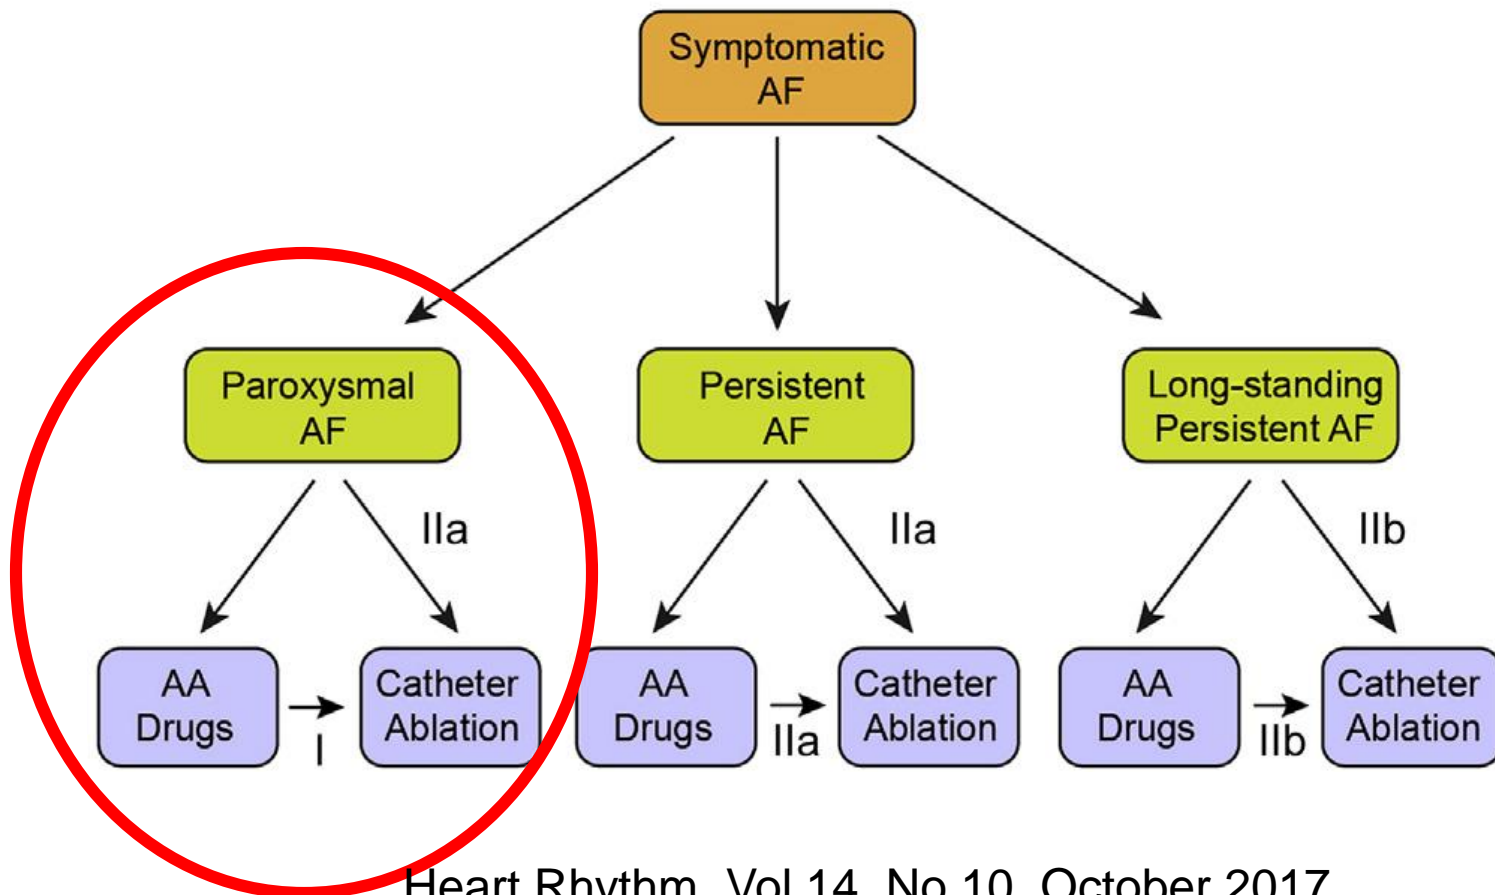 Symptomatic
AF
Paroxysmal
AF
Persistent
AF
Long-standing
Persistent AF
IIa
IIa
IIb
AA
Drugs
I
Catheter
Ablation
AA
Drugs
IIa
Catheter
Ablation
AA
Drugs
IIb
Catheter
Ablation
Heart Rhythm, Vol 14, No 10, October 2017